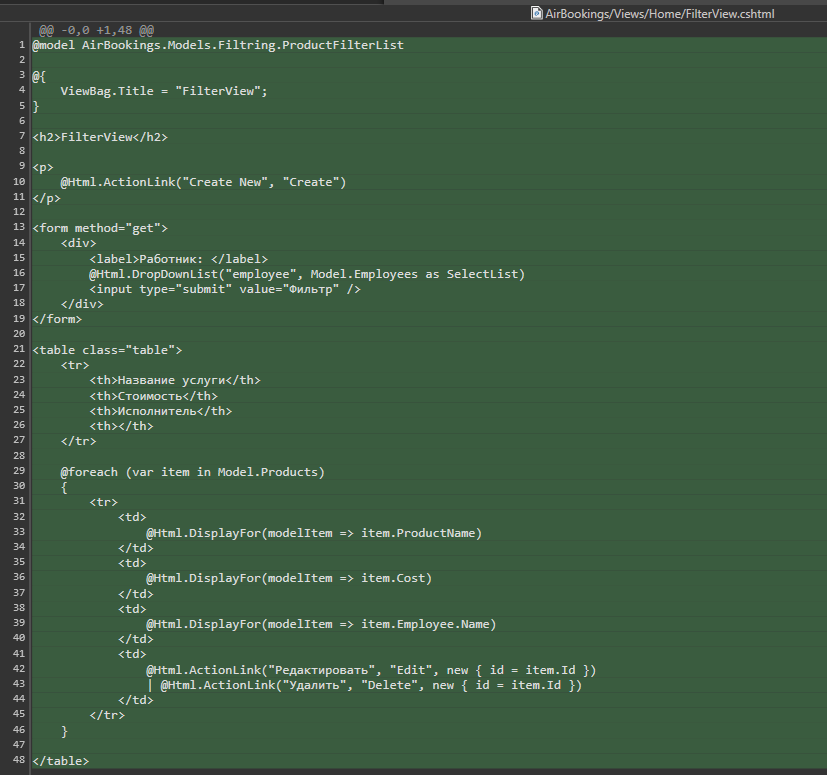 AirBookings/Views/Home/FilterView.cshtml
@@ -0,0 +1,48 @@
1 @model AirBookings.Models.Filtring.ProductFilterList
2
3 @{
4     ViewBag.Title = "FilterView";
5 }
6
7 <h2>FilterView</h2>
8
9 <p>
10     @Html.ActionLink("Create New", "Create")
11 </p>
12
13 <form method="get">
14     <div>
15         <label>Работник: </label>
16         @Html.DropDownList("employee", Model.Employees as SelectList)
17         <input type="submit" value="Фильтр" />
18     </div>
19 </form>
20
21 <table class="table">
22     <tr>
23         <th>Название услуги</th>
24         <th>Стоимость</th>
25         <th>Исполнитель</th>
26         <th></th>
27     </tr>
28
29     @foreach (var item in Model.Products)
30     {
31         <tr>
32             <td>
33                 @Html.DisplayFor(modelItem => item.ProductName)
34             </td>
35             <td>
36                 @Html.DisplayFor(modelItem => item.Cost)
37             </td>
38             <td>
39                 @Html.DisplayFor(modelItem => item.Employee.Name)
40             </td>
41             <td>
42                 @Html.ActionLink("Редактировать", "Edit", new { id = item.Id })
43                 | @Html.ActionLink("Удалить", "Delete", new { id = item.Id })
44             </td>
45         </tr>
46     }
47
48 </table>